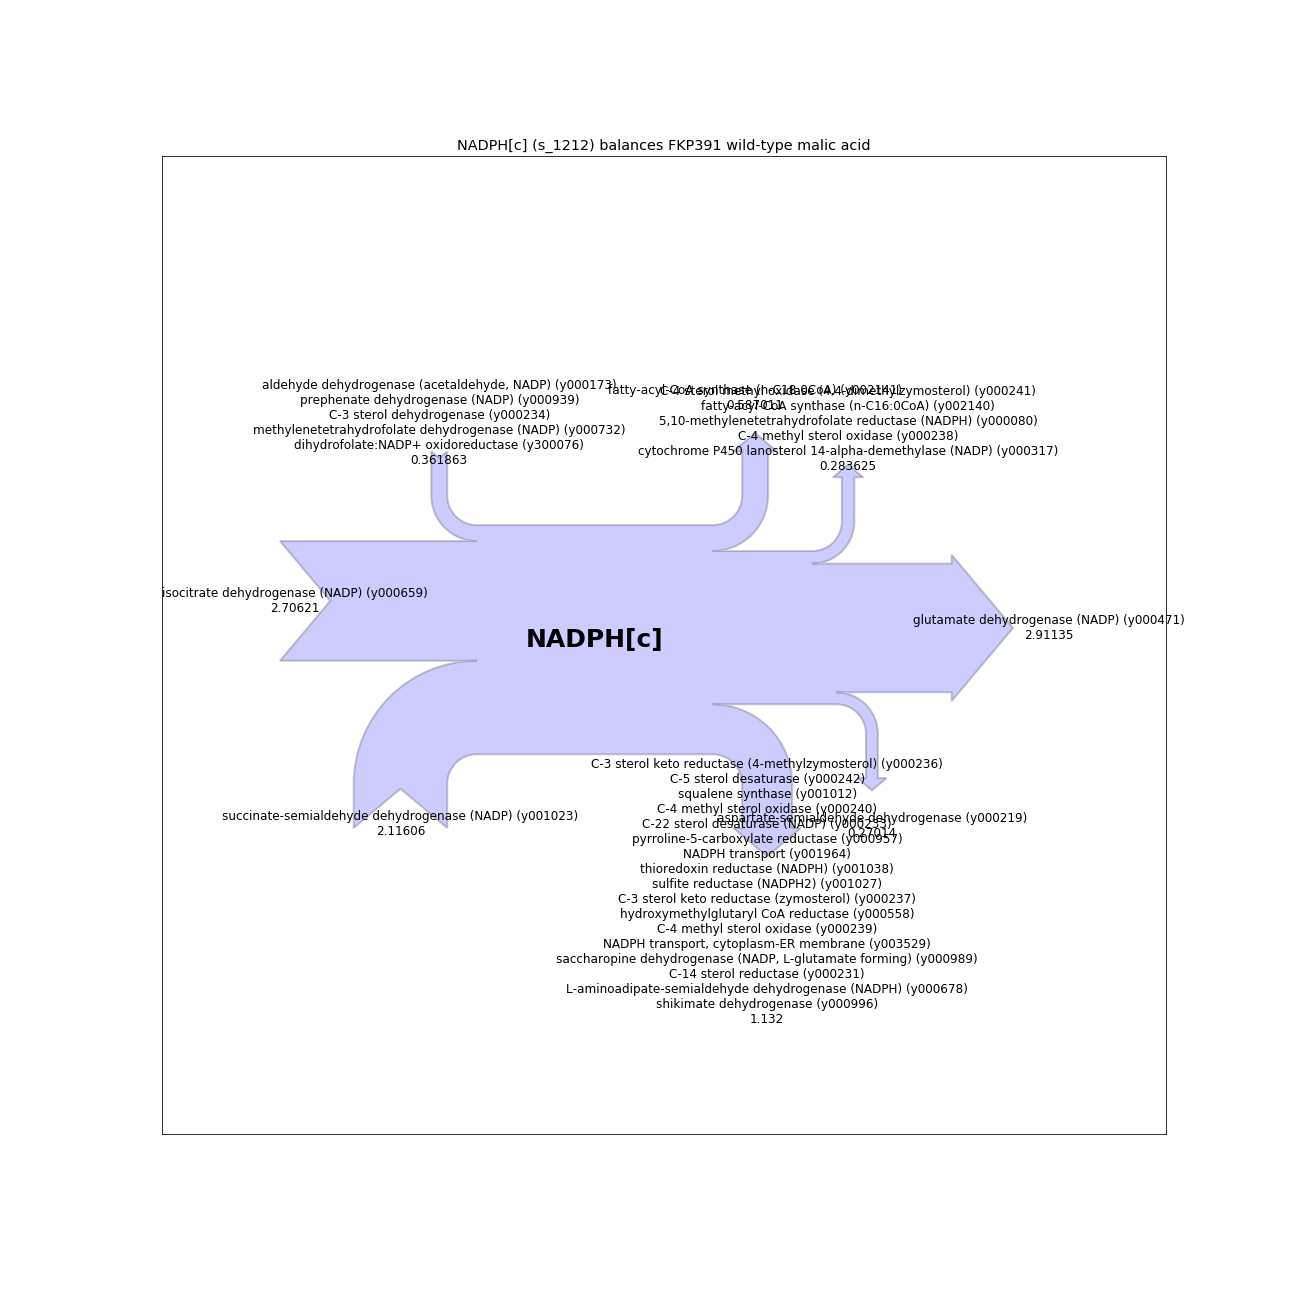 NADPH[c] (s_1212) balances FKP391 wild-type malic acid
aldehyde dehydrogenase (acetaldehyde, NADP) (y000173)
prephenate dehydrogenase (NADP) (y000939)
C-3 sterol dehydrogenase (y000234)
methylenetetrahydrofolate dehydrogenase (NADP) (y000732)
dihydrofolate:NADP+ oxidoreductase (y300076)
0.361863
fatty-acyl-CoA synthase (n-C18:0CoA) (y002141)
0.587011
C-4 sterol methyl oxidase (4,4-dimethylzymosterol) (y000241)
fatty-acyl-CoA synthase (n-C16:0CoA) (y002140)
5,10-methylenetetrahydrofolate reductase (NADPH) (y000080)
C-4 methyl sterol oxidase (y000238)
cytochrome P450 lanosterol 14-alpha-demethylase (NADP) (y000317)
0.283625
isocitrate dehydrogenase (NADP) (y000659)
2.70621
NADPH[c]
glutamate dehydrogenase (NADP) (y000471)
2.91135
succinate-semialdehyde dehydrogenase (NADP) (y001023)
2.11606
C-3 sterol keto reductase (4-methylzymosterol) (y000236)
C-5 sterol desaturase (y000242)
squalene synthase (y001012)
C-4 methyl sterol oxidase (y000240)
C-22 sterol desaturase (NADP) (y000233)
pyrroline-5-carboxylate reductase (y000957)
NADPH transport (y001964)
thioredoxin reductase (NADPH) (y001038)
sulfite reductase (NADPH2) (y001027)
C-3 sterol keto reductase (zymosterol) (y000237)
hydroxymethylglutaryl CoA reductase (y000558)
C-4 methyl sterol oxidase (y000239)
NADPH transport, cytoplasm-ER membrane (y003529)
saccharopine dehydrogenase (NADP, L-glutamate forming) (y000989)
C-14 sterol reductase (y000231)
L-aminoadipate-semialdehyde dehydrogenase (NADPH) (y000678)
shikimate dehydrogenase (y000996)
1.132
aspartate-semialdehyde dehydrogenase (y000219)
0.27014